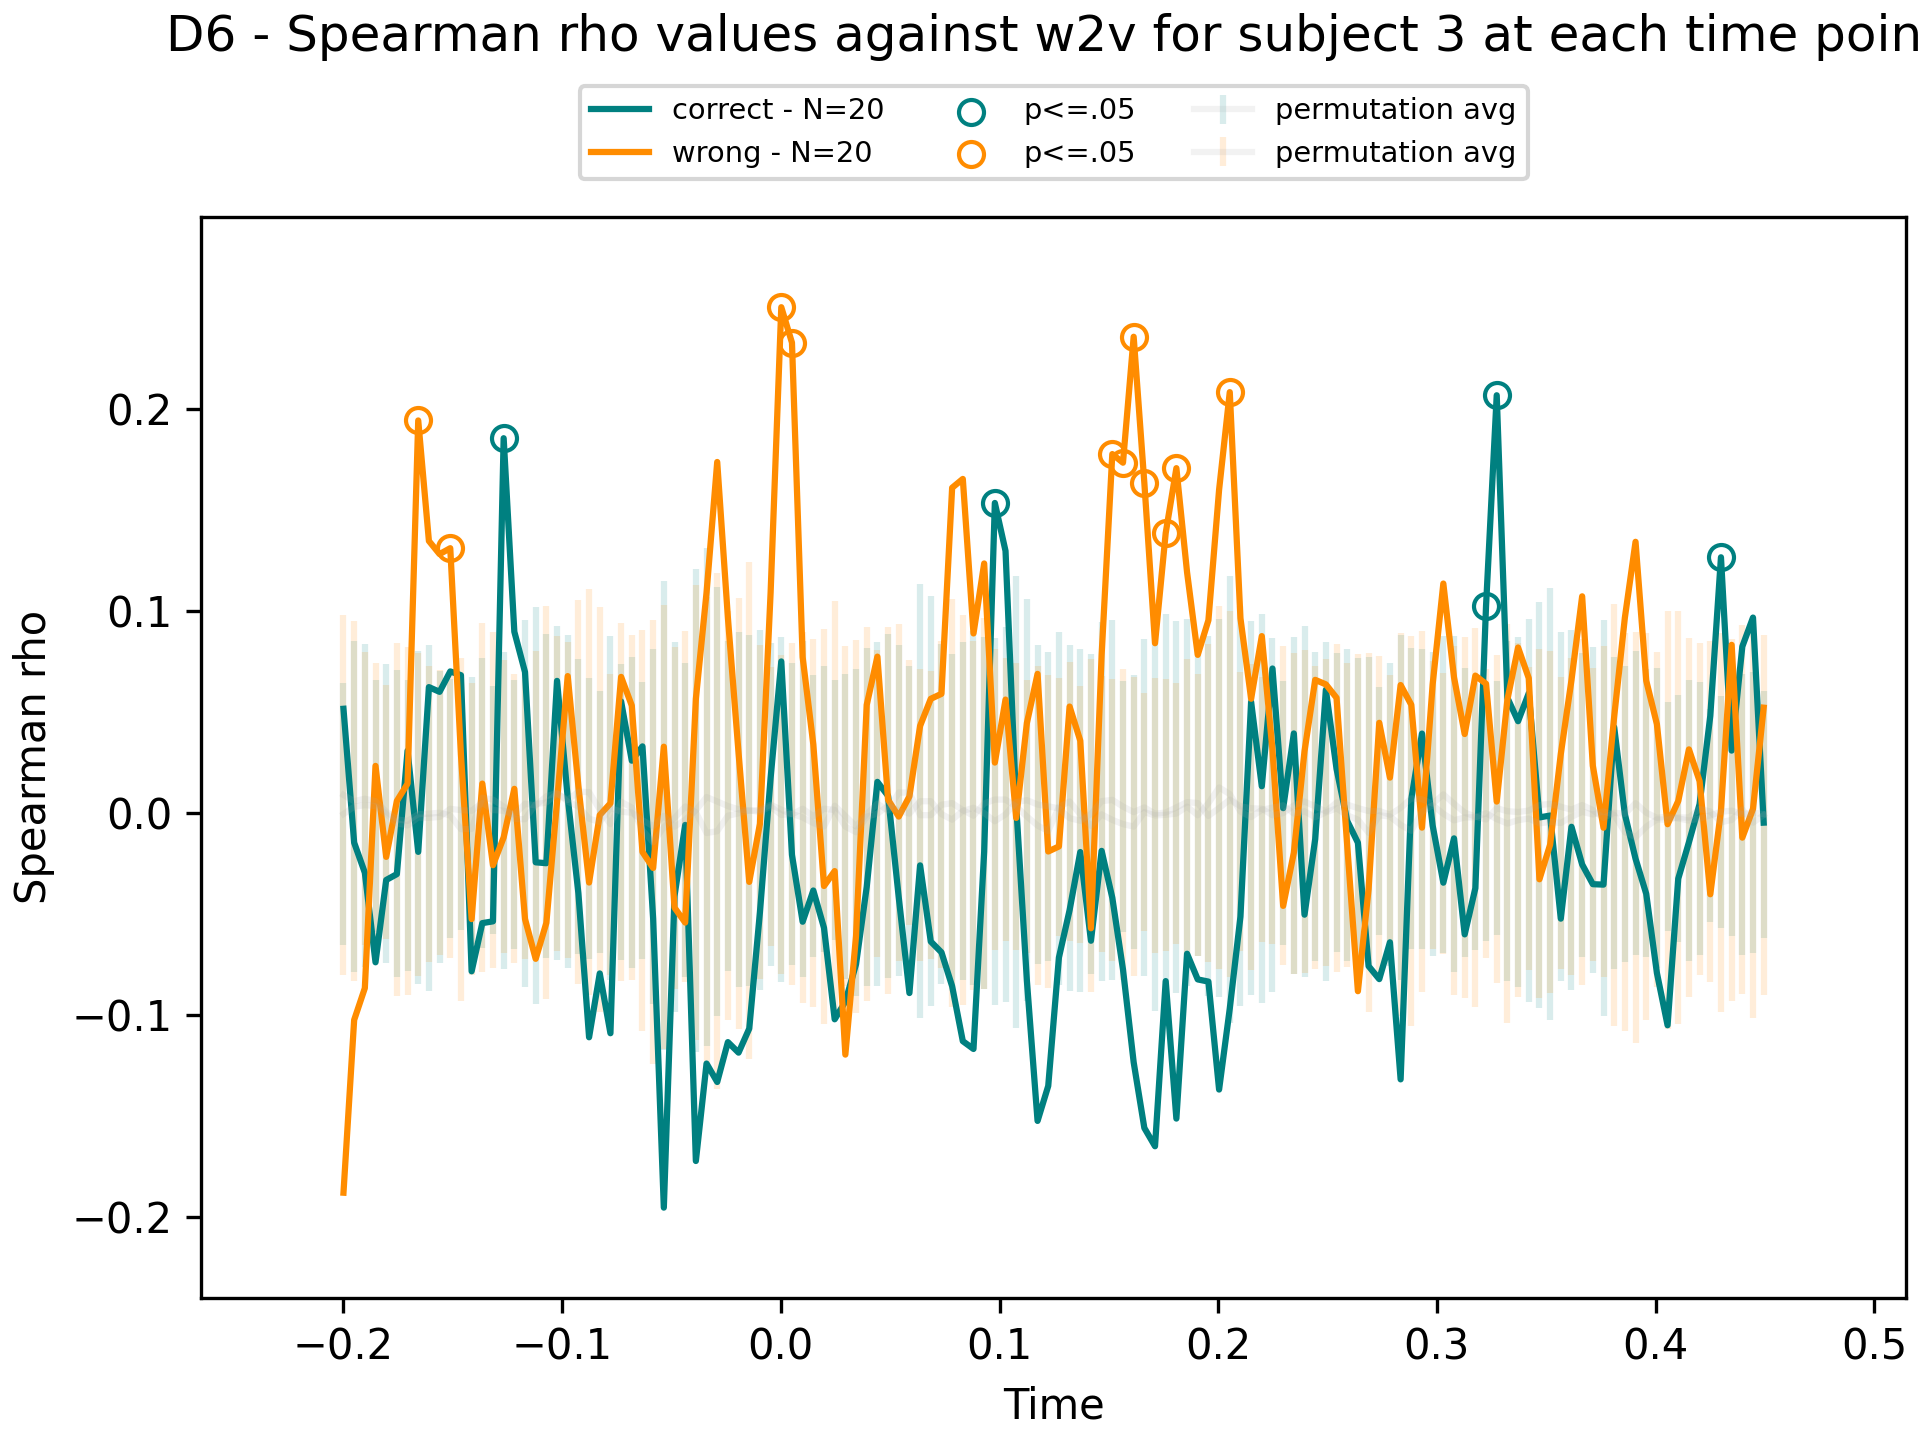 D6 - Spearman rho values against w2v for subject 3 at each time poin
correct - N=20
wrong - N=20
p<=.05
p<=.05
permutation avg
permutation avg
Spearman rho
0.2
0.1
0.0
−0.1
−0.2
−0.2 −0.1 0.0 0.1 0.2 0.3 0.4 0.5
Time